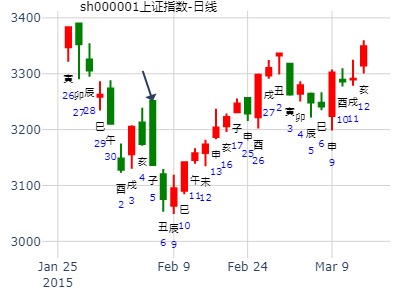 sh000001上证指数-日线
3400
3300
3200
3100
3000
寅
26
卯
27
辰
28
巳
29
午
30
酉
2
戌
3
亥
4
子
5
丑
6
辰
9
巳
10
午
11
未
12
申
13
亥
16
子
17
申
25
酉
26
戌
27
丑
2
寅
3
卯
4
辰
5
巳
6
申
9
酉
10
戌
11
亥
12
Jan 25
2015
Feb 9
Feb 24
Mar 9